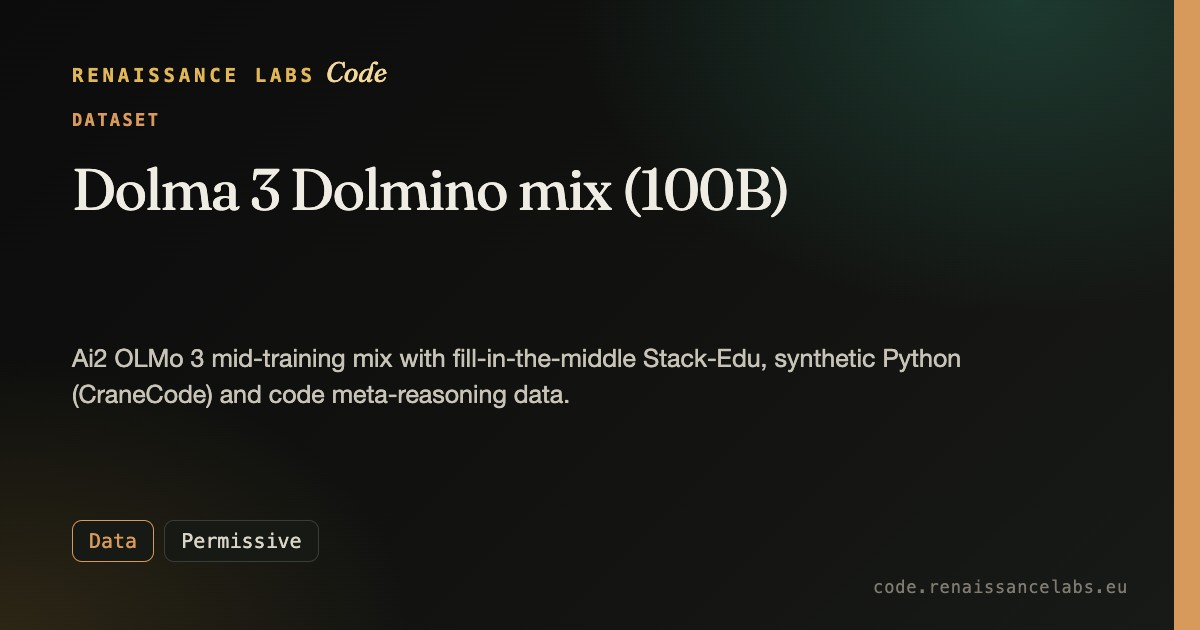 RENAISSANCE LABS Code
DATASET
Dolma 3 Dolmino mix (100B)
Ai2 OLMo 3 mid-training mix with fill-in-the-middle Stack-Edu, synthetic Python
(CraneCode) and code meta-reasoning data.
Data Permissive
code.renaissancelabs.eu